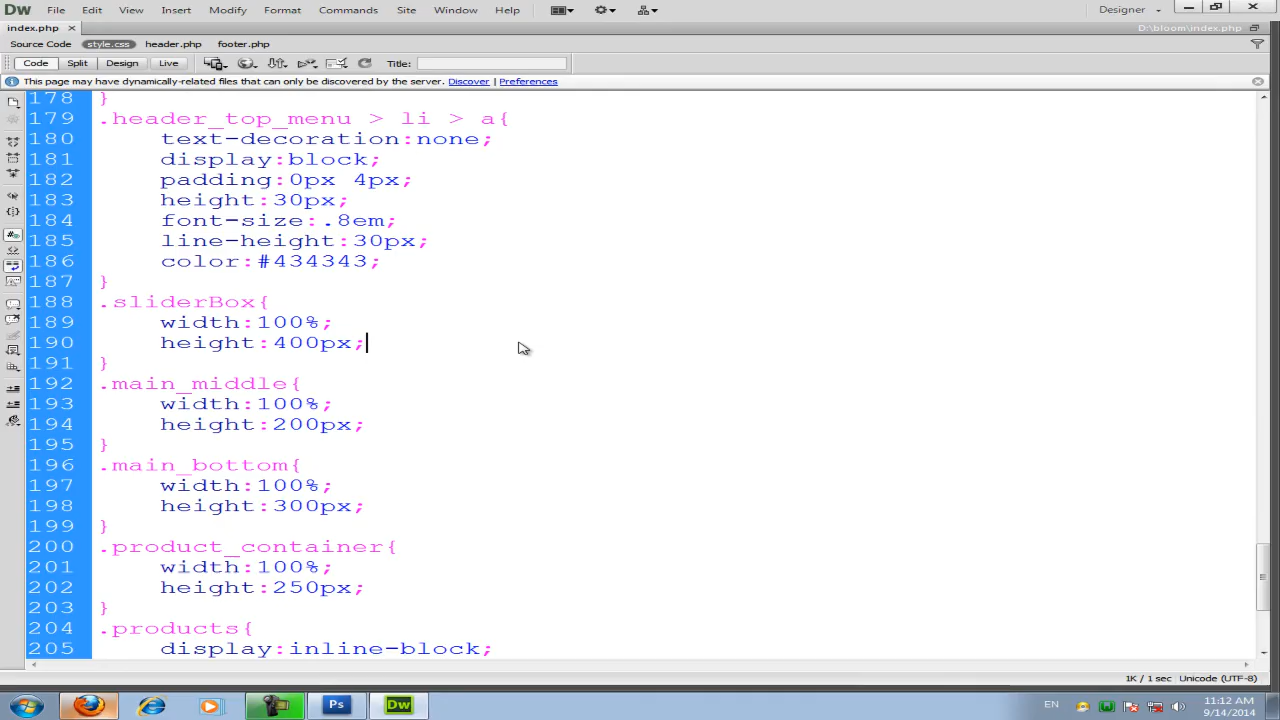 Dw File Edit View Insert Modify Format Commands Site Window Help Designer
index.php D:\bloom\index.php
Source Code style.css header.php footer.php
Code Split Design Live Title:
This page may have dynamically-related files that can only be discovered by the server. Discover Preferences
178 }
179 .header_top_menu > li > a{
180 text-decoration:none;
181 display:block;
182 padding:0px 4px;
183 height:30px;
184 font-size:.8em;
185 line-height:30px;
186 color:#434343;
187 }
188 .sliderBox{
189 width:100%;
190 height:400px;
191 }
192 .main_middle{
193 width:100%;
194 height:200px;
195 }
196 .main_bottom{
197 width:100%;
198 height:300px;
199 }
200 .product_container{
201 width:100%;
202 height:250px;
203 }
204 .products{
205 display:inline-block;
1K / 1 sec Unicode (UTF-8)
Ps Dw EN 11:12 AM
9/14/2014